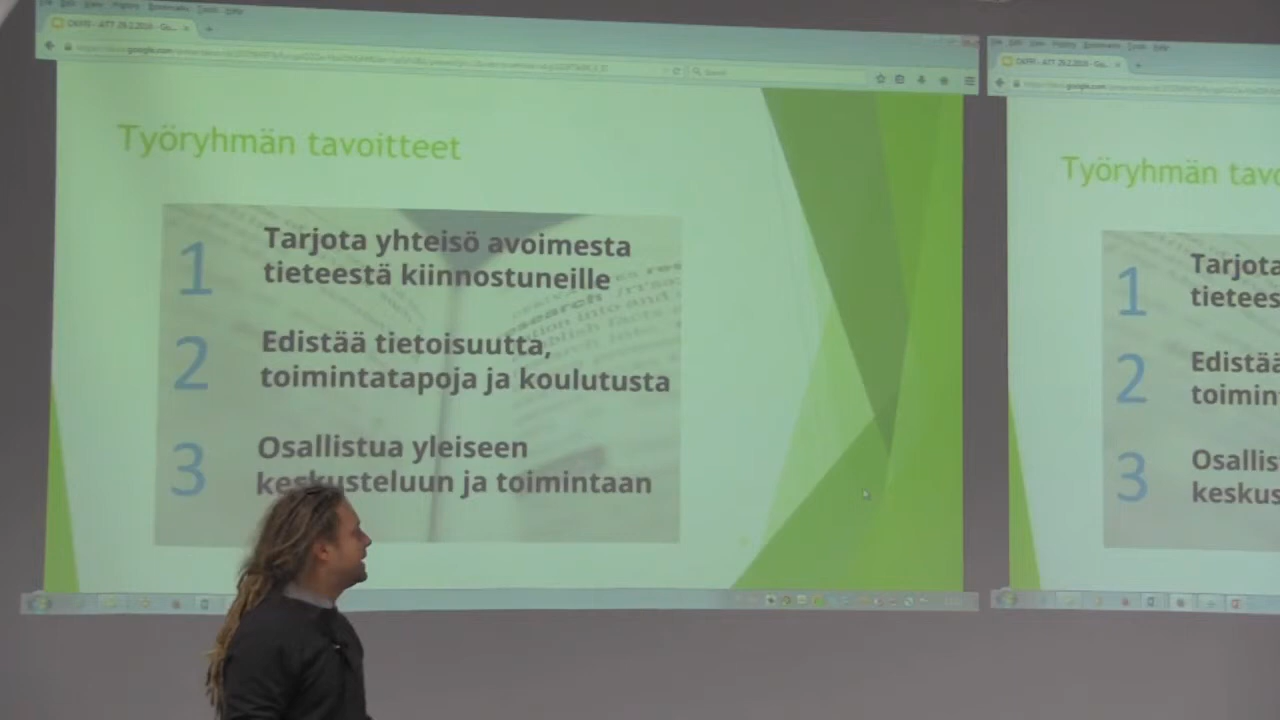 Työryhmän tavoitteet
1
Tarjota yhteisö avoimesta
tieteestä kiinnostuneille
2
Edistää tietoisuutta,
toimintatapoja ja koulutusta
3
Osallistua yleiseen
keskusteluun ja toimintaan
Työryhmän tavo
1
Tarjota
tietees
2
Edistää
toimin
3
Osallis
keskus